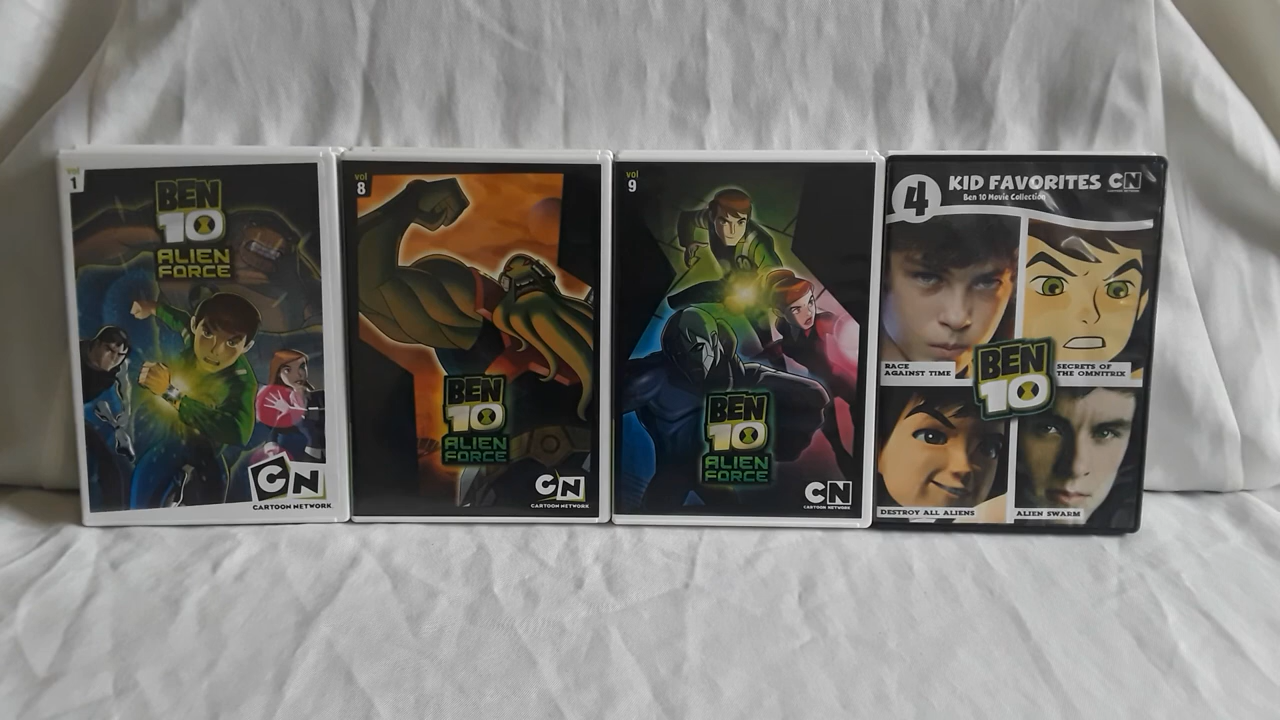 vol
1
BEN
10
ALIEN
FORCE
CN
CARTOON NETWORK
vol
8
BEN
10
ALIEN
FORCE
CN
CARTOON NETWORK
vol
9
BEN
10
ALIEN
FORCE
CN
CARTOON NETWORK
4 KID FAVORITES CN
CARTOON NETWORK
Ben 10 Movie Collection
RACE
AGAINST TIME
SECRETS OF
THE OMNITRIX
BEN
10
DESTROY ALL ALIENS
ALIEN SWARM